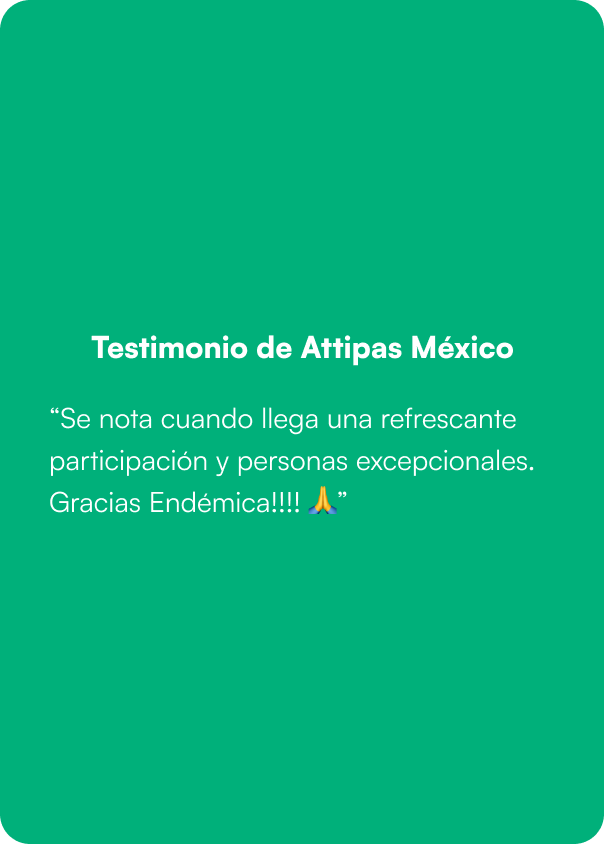 Testimonio de Attipas México
“Se nota cuando llega una refrescante
participación y personas excepcionales.
Gracias Endémica!!!! 🙏”